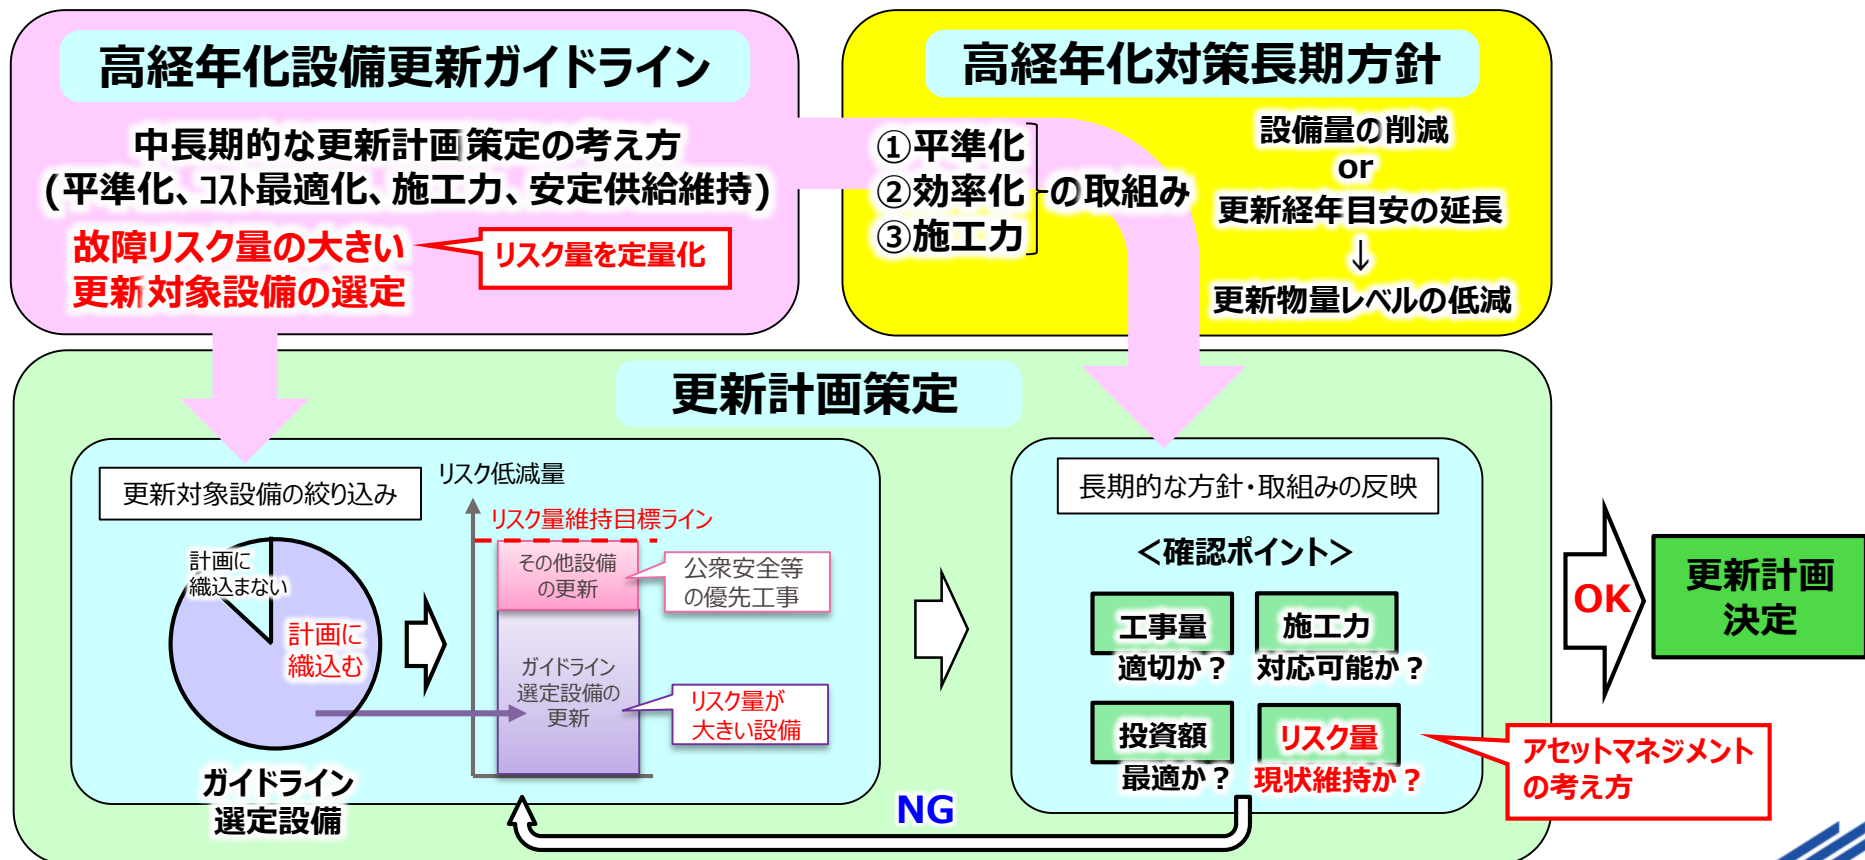 高経年化設備更新ガイドライン
中長期的な更新計画策定の考え方
(平準化、コスト最適化、施工力、安定供給維持)
故障リスク量の大きい
更新対象設備の選定
リスク量を定量化
高経年化対策長期方針
①平準化
②効率化
③施工力
の取組み
設備量の削減
or
更新経年目安の延長
↓
更新物量レベルの低減
更新計画策定
更新対象設備の絞り込み
計画に
織込まない
計画に
織込む
ガイドライン
選定設備
リスク低減量
リスク量維持目標ライン
その他設備
の更新
公衆安全等
の優先工事
ガイドライン
選定設備の
更新
リスク量が
大きい設備
長期的な方針・取組みの反映
＜確認ポイント＞
工事量
適切か？
施工力
対応可能か？
投資額
最適か？
リスク量
現状維持か？
アセットマネジメント
の考え方
NG
OK
更新計画
決定